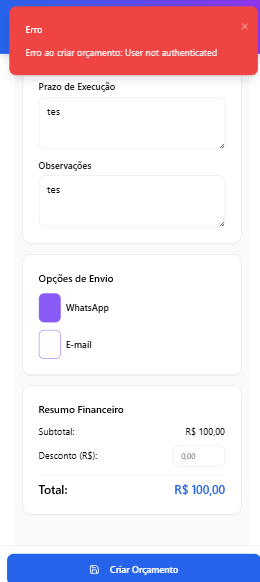 Erro
Erro ao criar orçamento: User not authenticated
Prazo de Execução
tes
Observações
tes
Opções de Envio
WhatsApp
E-mail
Resumo Financeiro
Subtotal: R$ 100,00
Desconto (R$): 0,00
Total: R$ 100,00
Criar Orçamento